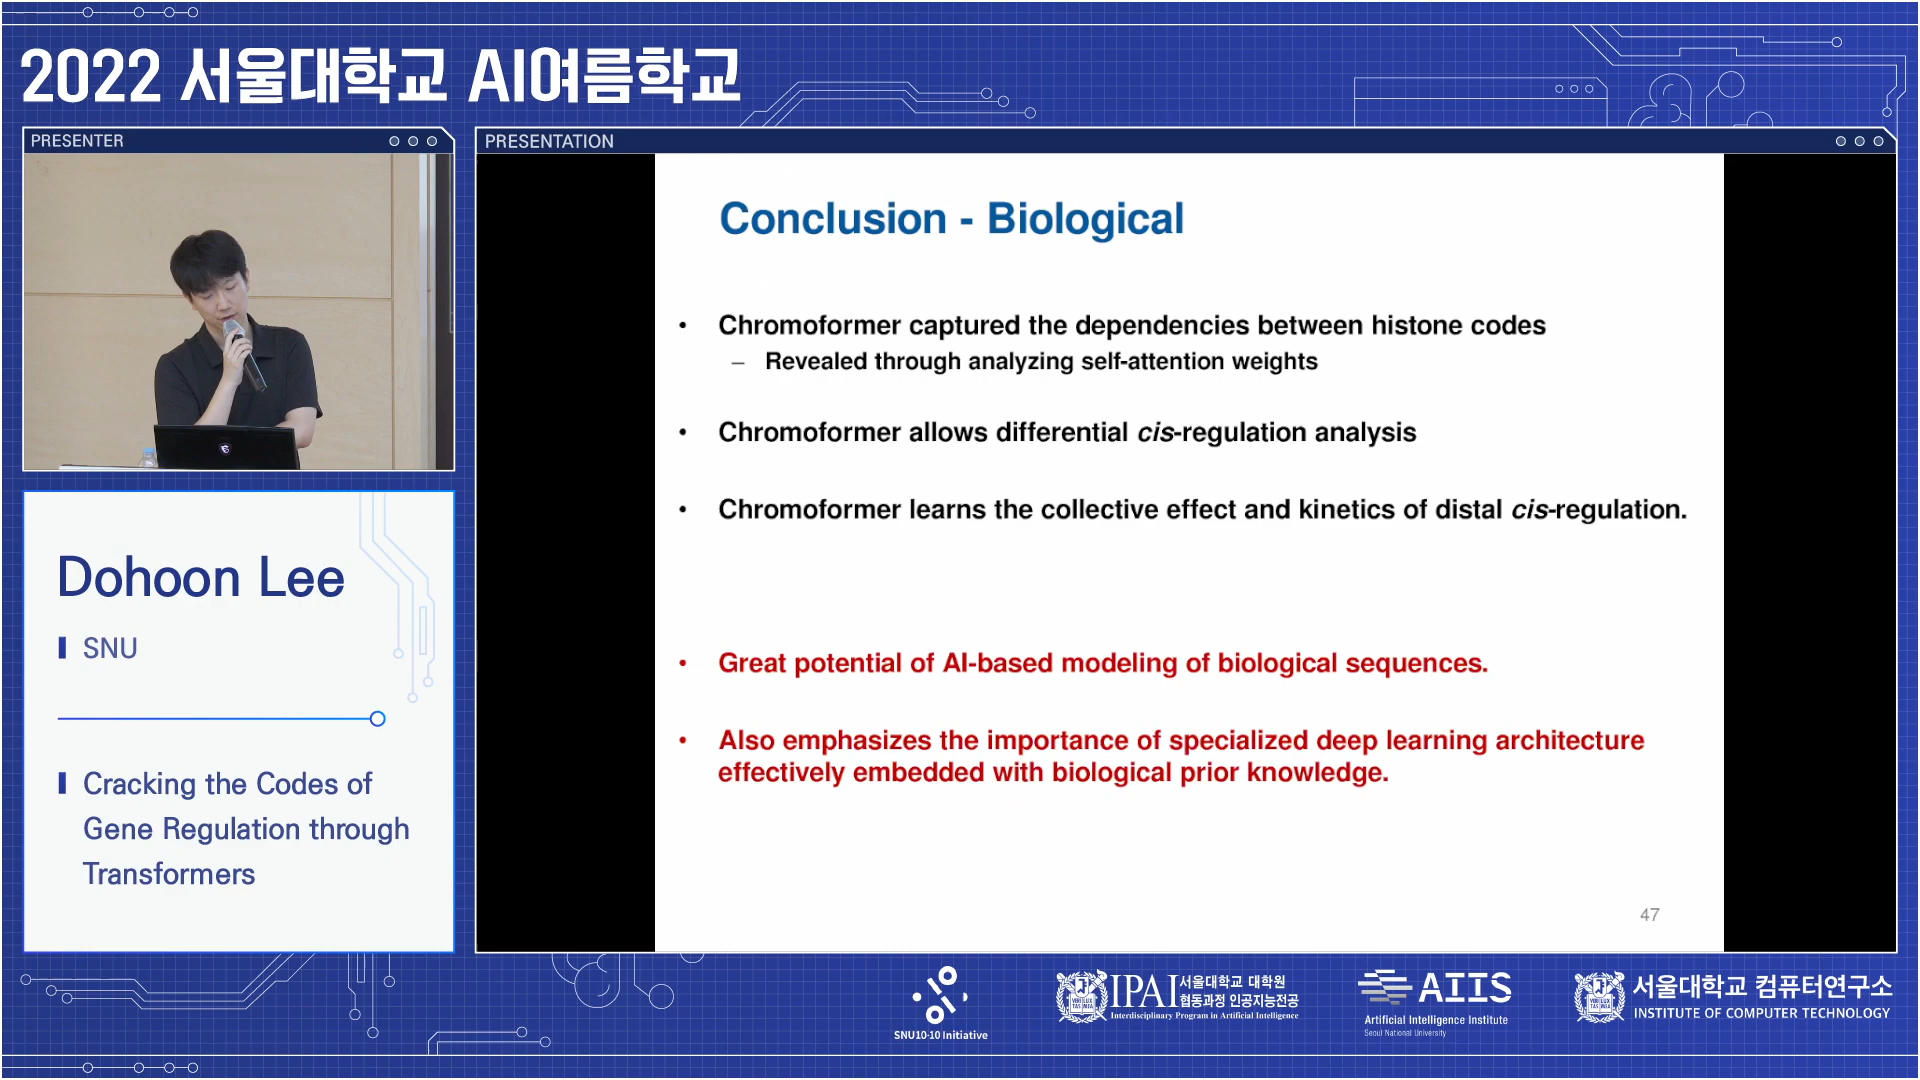 2022 서울대학교 AI여름학교
PRESENTER
PRESENTATION
Conclusion - Biological
• Chromoformer captured the dependencies between histone codes
– Revealed through analyzing self-attention weights
• Chromoformer allows differential cis-regulation analysis
• Chromoformer learns the collective effect and kinetics of distal cis-regulation.
• Great potential of AI-based modeling of biological sequences.
• Also emphasizes the importance of specialized deep learning architecture
effectively embedded with biological prior knowledge.
47
Dohoon Lee
SNU
Cracking the Codes of
Gene Regulation through
Transformers
SNU10·10 Initiative
IPAI 서울대학교 대학원
협동과정 인공지능전공
Interdisciplinary Program in Artificial Intelligence
AIIS
Artificial Intelligence Institute
Seoul National University
서울대학교 컴퓨터연구소
INSTITUTE OF COMPUTER TECHNOLOGY